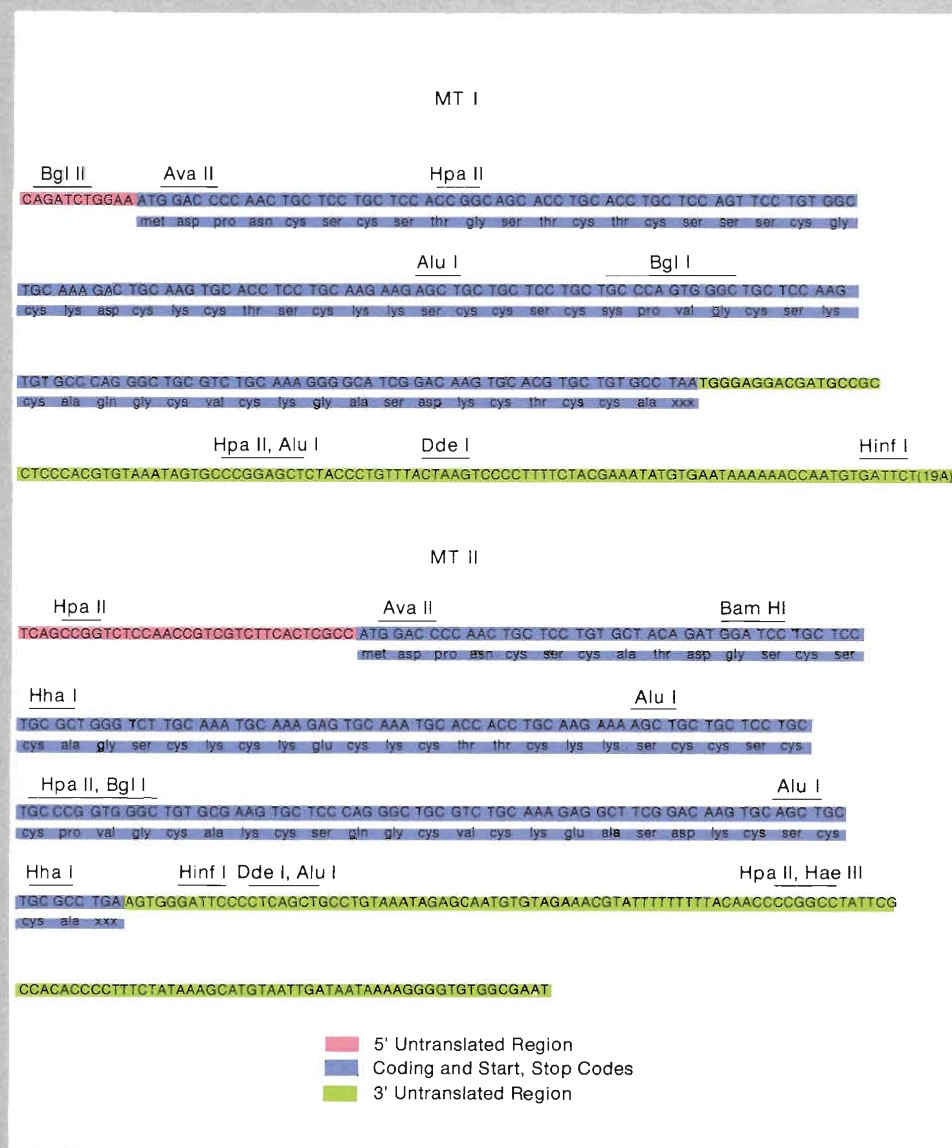 MT I
Bgl II Ava II Hpa II
CAGATCTGGAA ATG GAC CCC AAC TGC TCC TGC TCC ACC GGC AGC ACC TGC ACC TGC TCC AGT TCC TGT GGC
met asp pro asn cys ser cys ser thr gly ser thr cys thr cys ser ser ser cys gly
Alu I Bgl I
TGC AAA GAC TGC AAG TGC ACC TCC TGC AAG AAG AGC TGC TGC TCC TGC TGC CCA GTG GGC TGC TCC AAG
cys lys asp cys lys cys thr ser cys lys lys ser cys cys ser cys sys pro val gly cys ser lys
TGT GCC CAG GGC TGC GTC TGC AAA GGG GCA TCG GAC AAG TGC ACG TGC TGT GCC TAATGGGAGGACGATGCCGC
cys ala gln gly cys val cys lys gly ala ser asp lys cys thr cys cys ala xxx
Hpa II, Alu I Dde I Hinf I
CTCCCACGTGTAAATAGTGCCCGGAGCTCTACCCTGTTTACTAAGTCCCCTTTTCTACGAAATATGTGAATAAAAAACCAATGTGATTCT(19A)
MT II
Hpa II Ava II Bam HI
TCAGCCGGTCTCCAACCGTCGTCTTCACTCGCC ATG GAC CCC AAC TGC TCC TGT GCT ACA GAT GGA TCC TGC TCC
met asp pro asn cys ser cys ala thr asp gly ser cys ser
Hha I Alu I
TGC GCT GGG TCT TGC AAA TGC AAA GAG TGC AAA TGC ACC ACC TGC AAG AAA AGC TGC TGC TCC TGC
cys ala gly ser cys lys cys lys glu cys lys cys thr thr cys lys lys ser cys cys ser cys
Hpa II, Bgl I Alu I
TGC CCG GTG GGC TGT GCG AAG TGC TCC CAG GGC TGC GTC TGC AAA GAG GCT TCG GAC AAG TGC AGC TGC
cys pro val gly cys ala lys cys ser gln gly cys val cys lys glu ala ser asp lys cys ser cys
Hha I Hinf I Dde I, Alu I Hpa II, Hae III
TGC GCC TGA AGTGGGATTCCCCTCAGCTGCCTGTAAATAGAGCAATGTGTAGAAACGTATTTTTTTTTACAACCCCGGCCTATTCG
cys ala xxx
CCACACCCCTTTCTATAAAGCATGTAATTGATAATAAAAGGGGTGTGGCGAAT
5' Untranslated Region
Coding and Start, Stop Codes
3' Untranslated Region